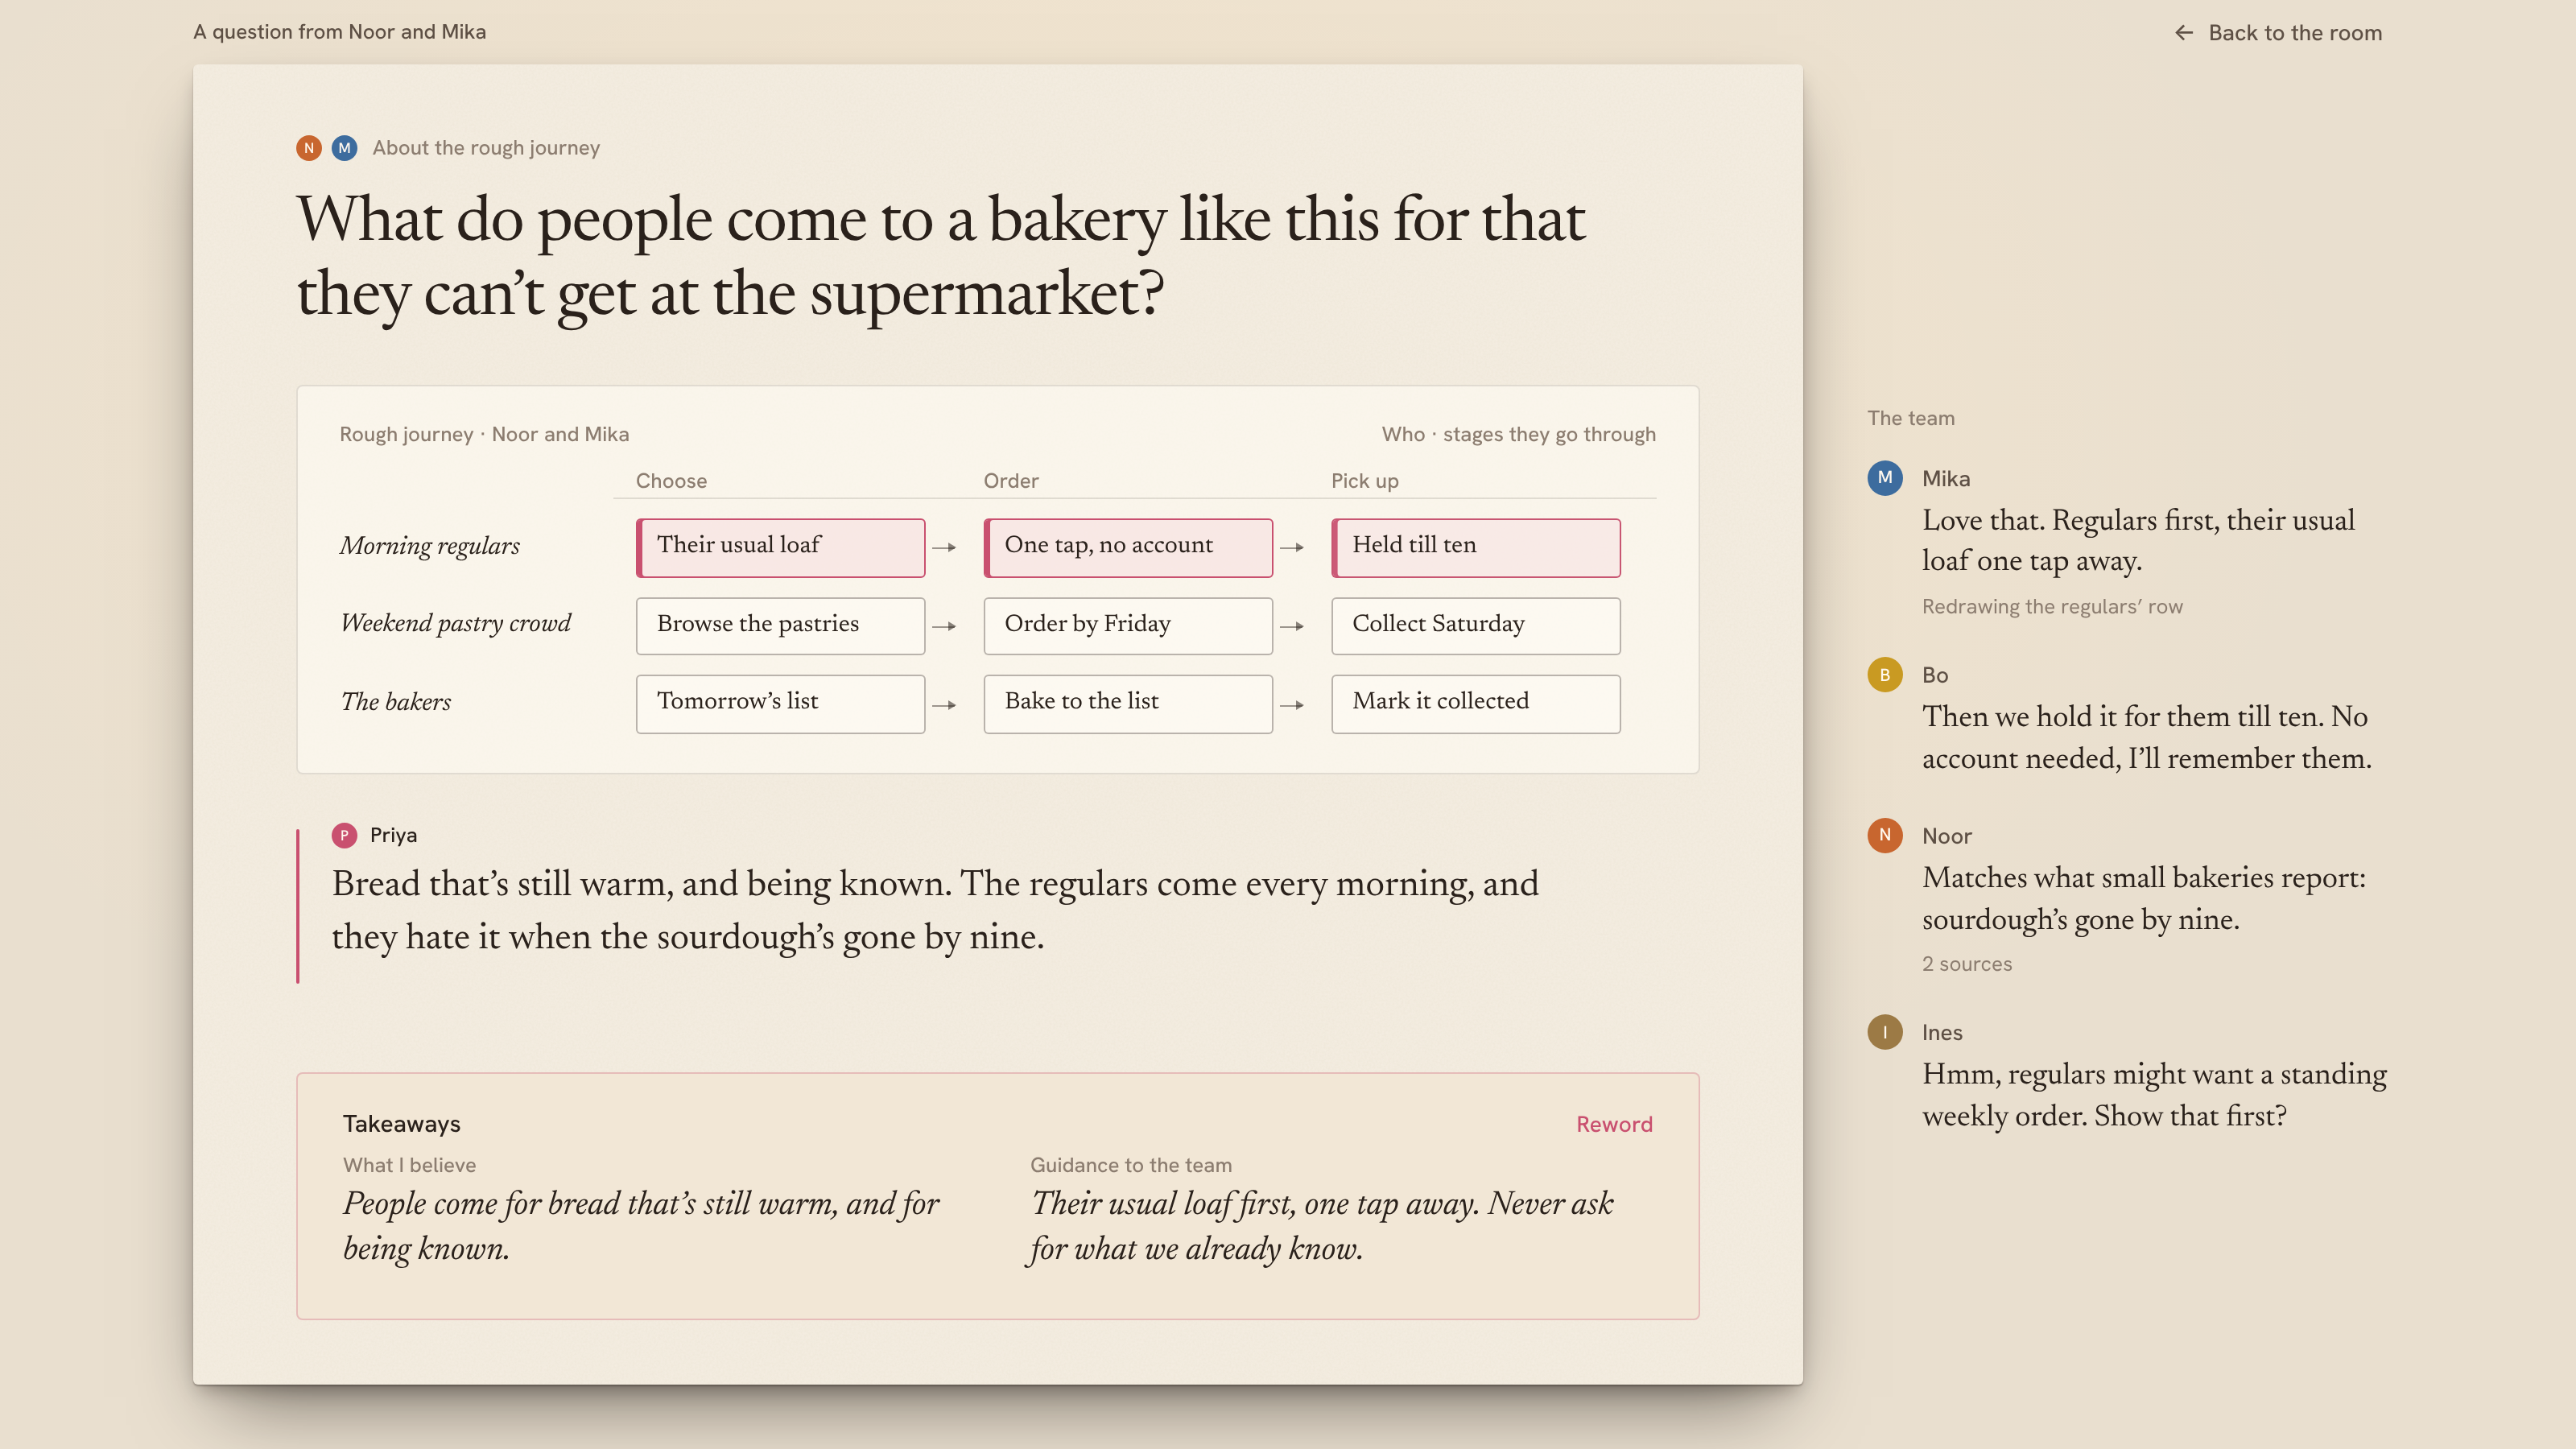 A question from Noor and Mika
← Back to the room
N M About the rough journey
What do people come to a bakery like this for that
they can’t get at the supermarket?
Rough journey · Noor and Mika
Who · stages they go through
Choose Order Pick up
Morning regulars Their usual loaf → One tap, no account → Held till ten
Weekend pastry crowd Browse the pastries → Order by Friday → Collect Saturday
The bakers Tomorrow’s list → Bake to the list → Mark it collected
P Priya
Bread that’s still warm, and being known. The regulars come every morning, and
they hate it when the sourdough’s gone by nine.
Takeaways
Reword
What I believe
People come for bread that’s still warm, and for
being known.
Guidance to the team
Their usual loaf first, one tap away. Never ask
for what we already know.
The team
M Mika
Love that. Regulars first, their usual
loaf one tap away.
Redrawing the regulars’ row
B Bo
Then we hold it for them till ten. No
account needed, I’ll remember them.
N Noor
Matches what small bakeries report:
sourdough’s gone by nine.
2 sources
I Ines
Hmm, regulars might want a standing
weekly order. Show that first?